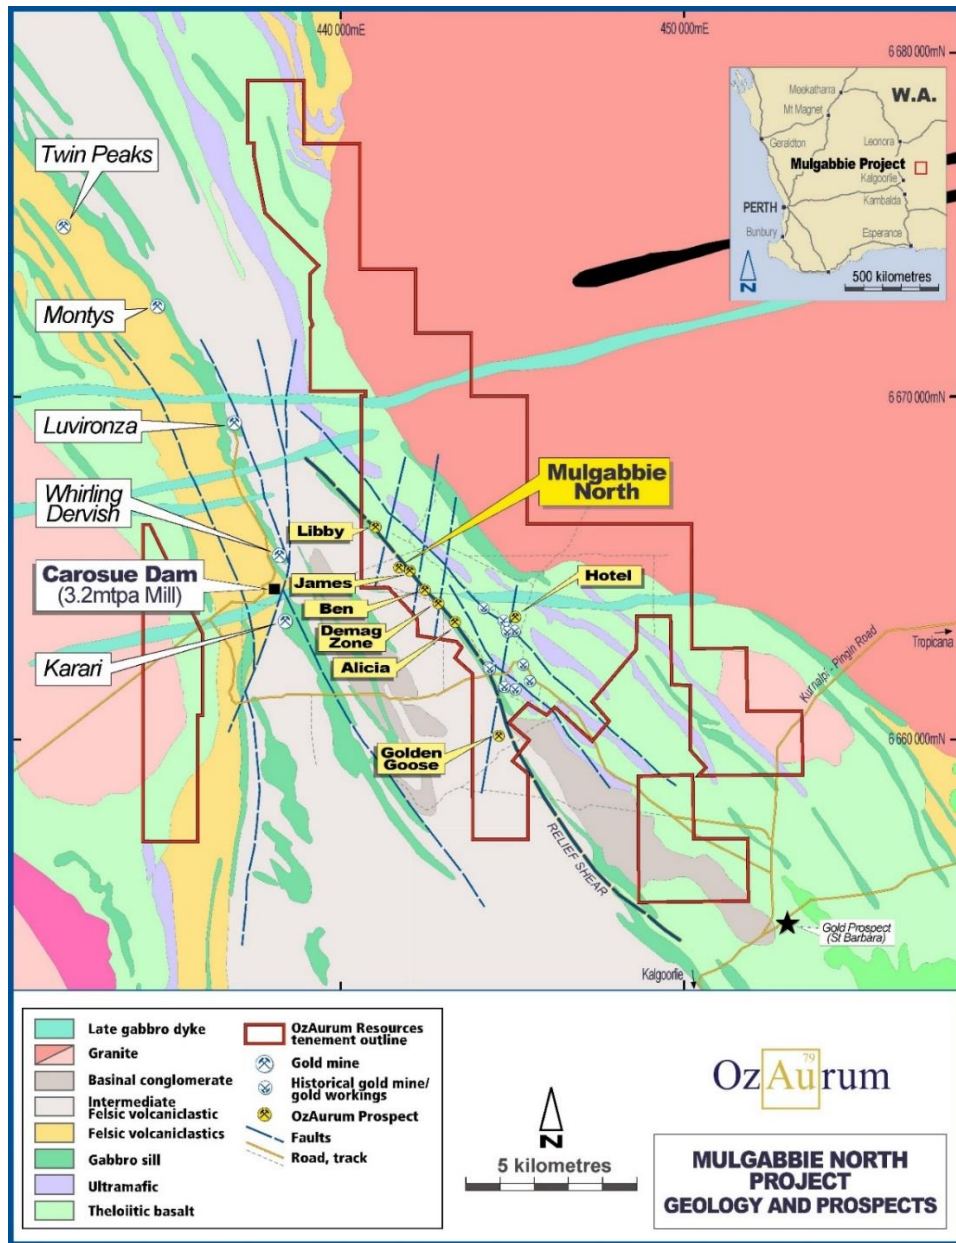 440 000mE
450 000mE
6 680 000mN
W.A.
Meekatharra
Mt Magnet
Leonora
Geraldton
Mulgabbie Project
Kalgoorlie
Kambalda
PERTH
Bunbury
Esperance
N
500 kilometres
Twin Peaks
Montys
6 670 000mN
Luvironza
Whirling
Dervish
Mulgabbie
North
Libby
Carosue Dam
(3.2mtpa Mill)
James
Hotel
Ben
Demag
Zone
Alicia
Karari
Tropicana
Kurnalpi - Pingin Road
6 660 000mN
Golden
Goose
RELIEF SHEAR
Gold Prospect
(St Barbara)
Kalgoorlie
Late gabbro dyke
Granite
Basinal conglomerate
Intermediate
Felsic volcaniclastic
Felsic volcaniclastics
Gabbro sill
Ultramafic
Theloiitic basalt
OzAurum Resources
tenement outline
Gold mine
Historical gold mine/
gold workings
OzAurum Prospect
Faults
Road, track
N
5 kilometres
79
OzAurum
MULGABBIE NORTH
PROJECT
GEOLOGY AND PROSPECTS